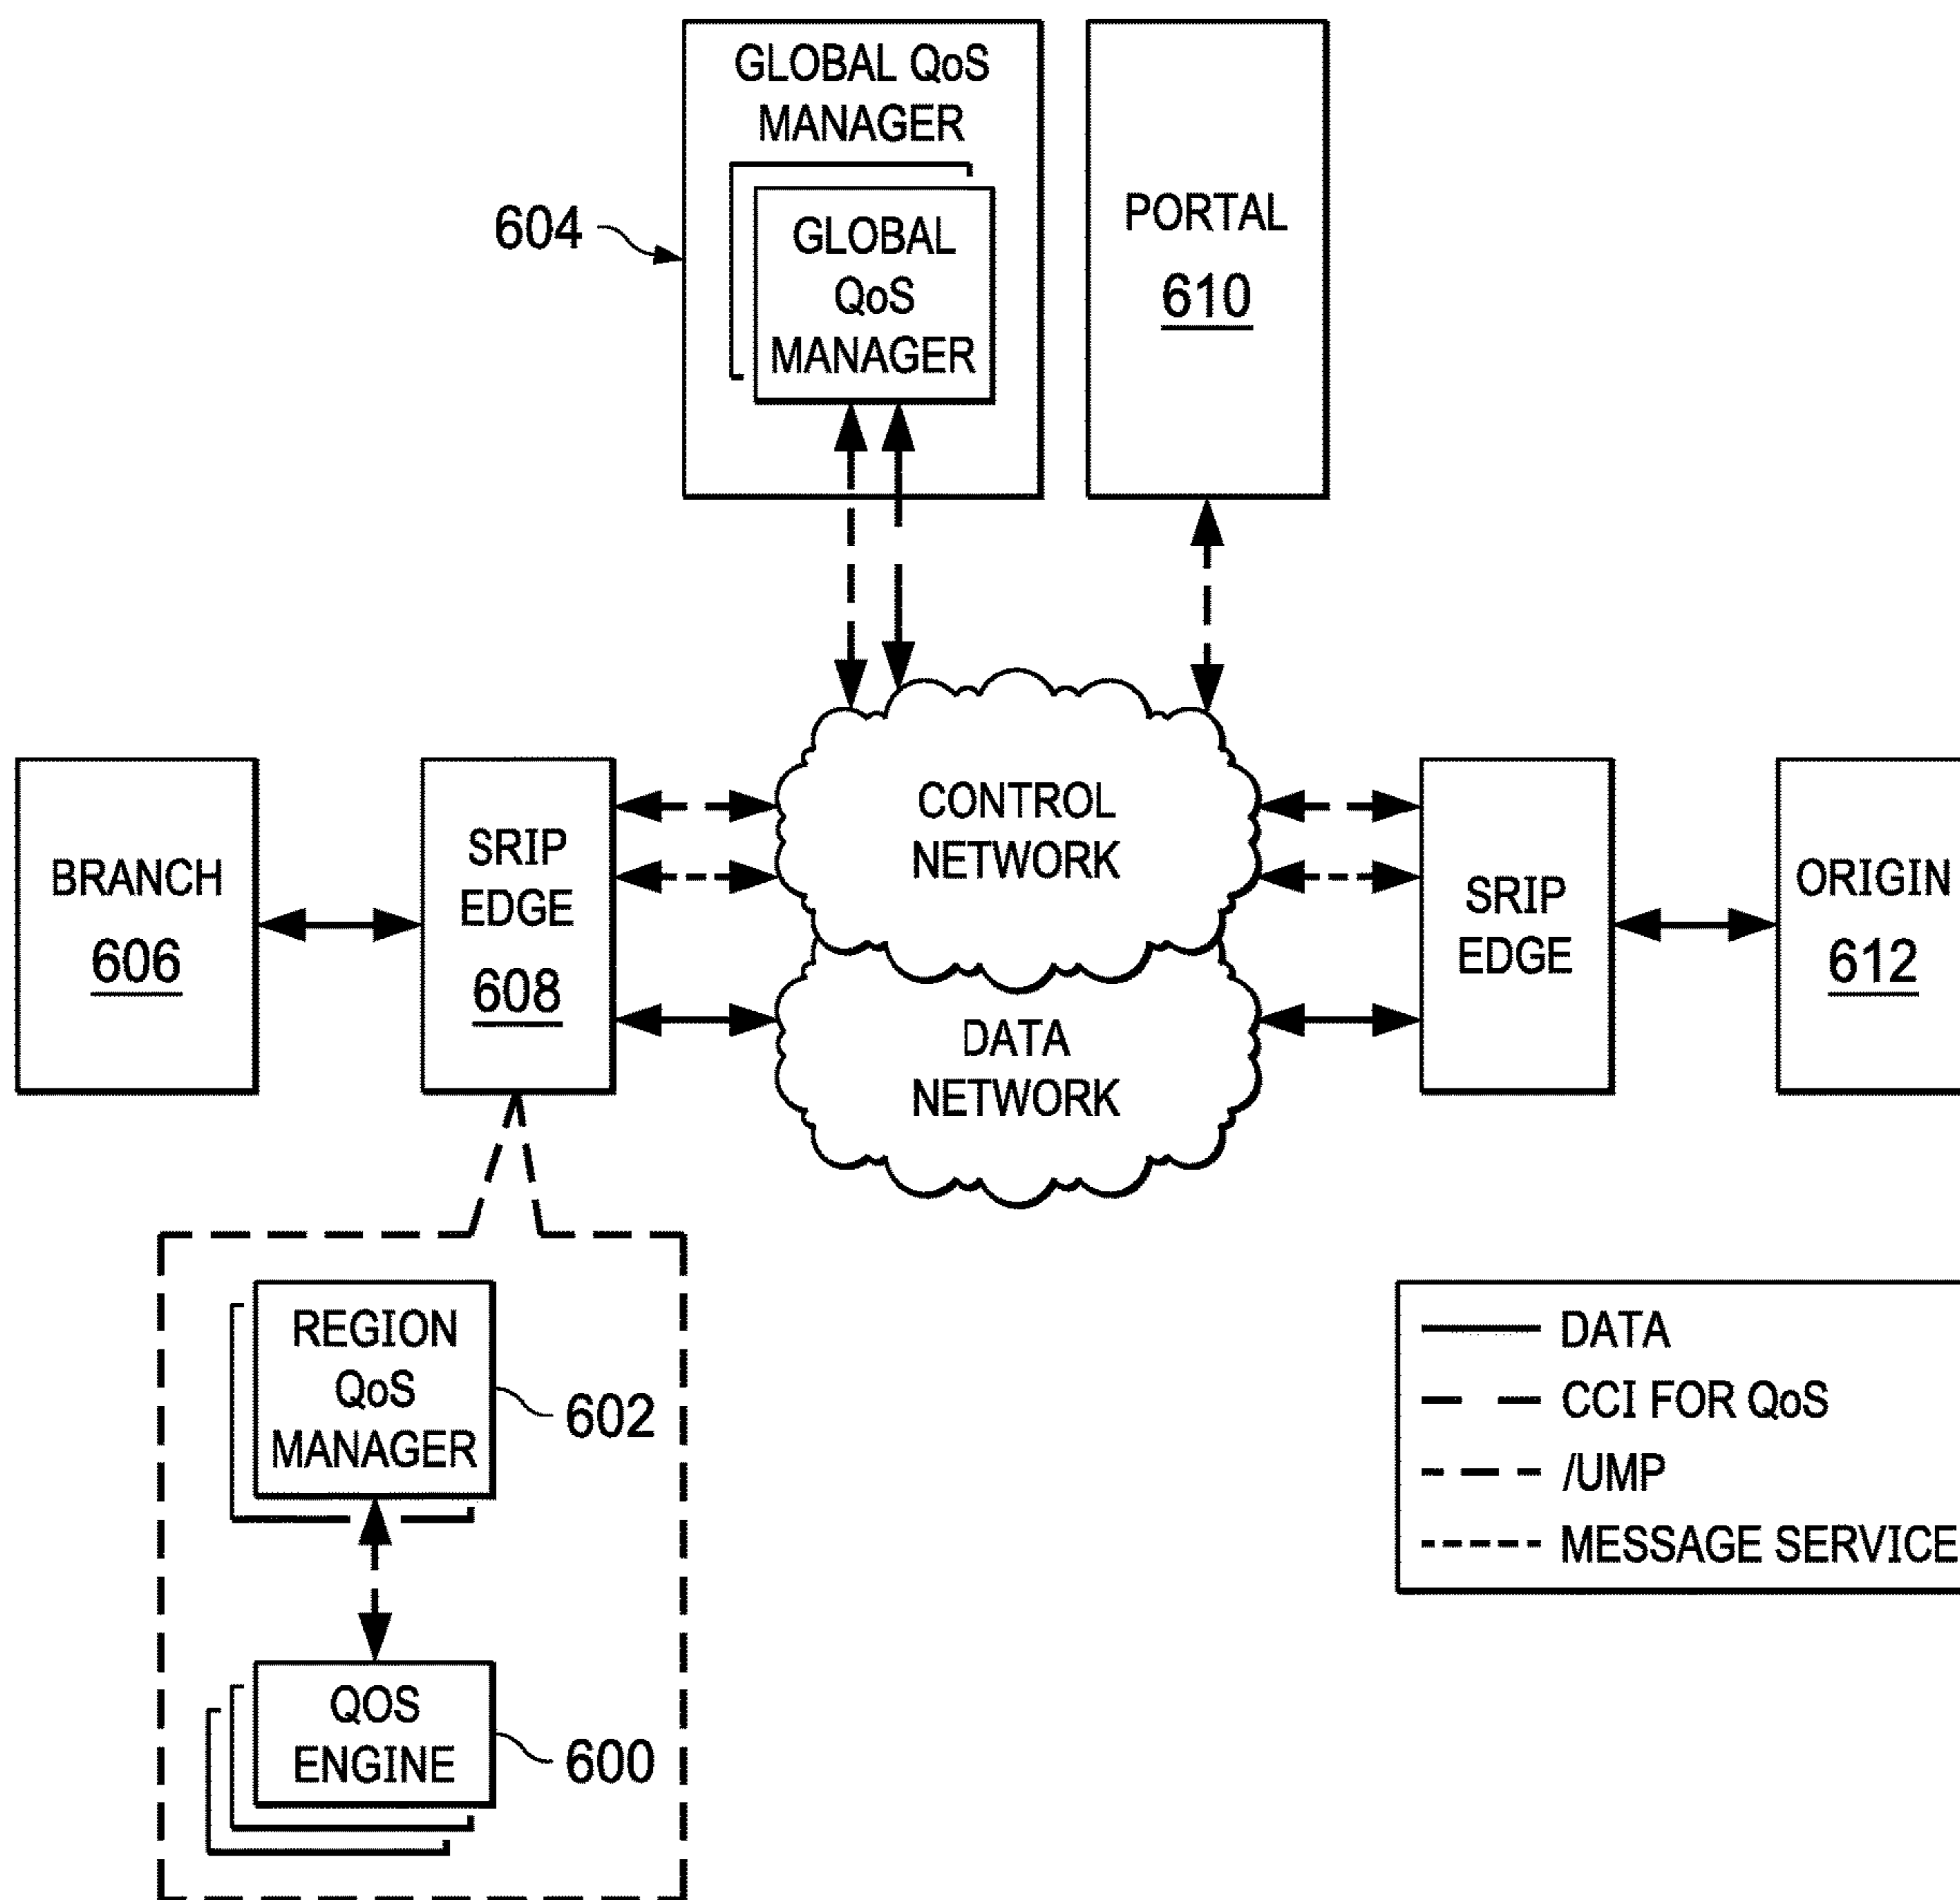 GLOBAL QoS
MANAGER
GLOBAL
QoS
MANAGER
604
PORTAL
610
BRANCH
606
SRIP
EDGE
608
CONTROL
NETWORK
DATA
NETWORK
SRIP
EDGE
ORIGIN
612
REGION
QoS
MANAGER
602
QOS
ENGINE
600
DATA
CCI FOR QoS
/UMP
MESSAGE SERVICE